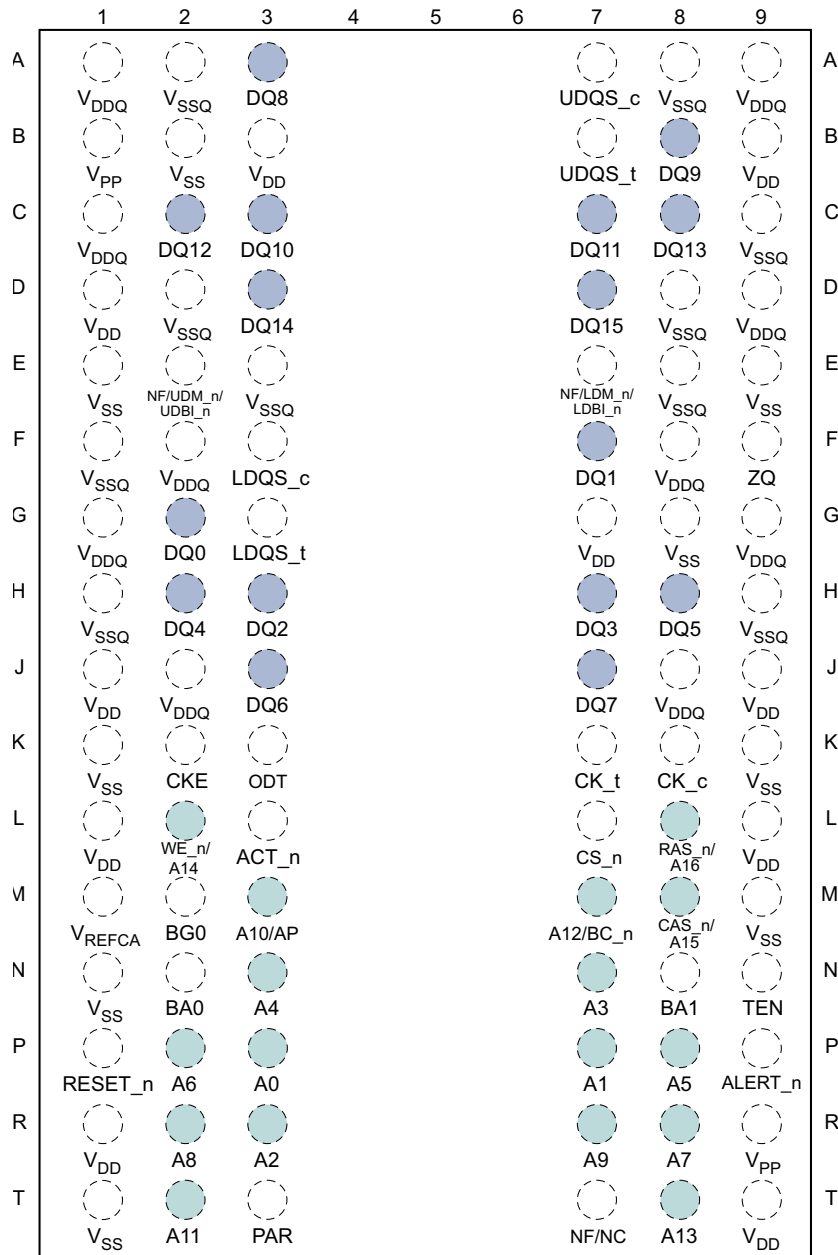 1 2 3 4 5 6 7 8 9
A A
VDDQ VSSQ DQ8 UDQS_c VSSQ VDDQ
B B
VPP VSS VDD UDQS_t DQ9 VDD
C C
VDDQ DQ12 DQ10 DQ11 DQ13 VSSQ
D D
VDD VSSQ DQ14 DQ15 VSSQ VDDQ
E E
VSS NF/UDM_n/ VSSQ NF/LDM_n/ VSSQ VSS
UDBI_n LDBI_n
F F
VSSQ VDDQ LDQS_c DQ1 VDDQ ZQ
G G
VDDQ DQ0 LDQS_t VDD VSS VDDQ
H H
VSSQ DQ4 DQ2 DQ3 DQ5 VSSQ
J J
VDD VDDQ DQ6 DQ7 VDDQ VDD
K K
VSS CKE ODT CK_t CK_c VSS
L L
VDD WE_n/ ACT_n CS_n RAS_n/ VDD
A14 A16
M M
VREFCA BG0 A10/AP A12/BC_n CAS_n/ VSS
A15
N N
VSS BA0 A4 A3 BA1 TEN
P P
RESET_n A6 A0 A1 A5 ALERT_n
R R
VDD A8 A2 A9 A7 VPP
T T
VSS A11 PAR NF/NC A13 VDD